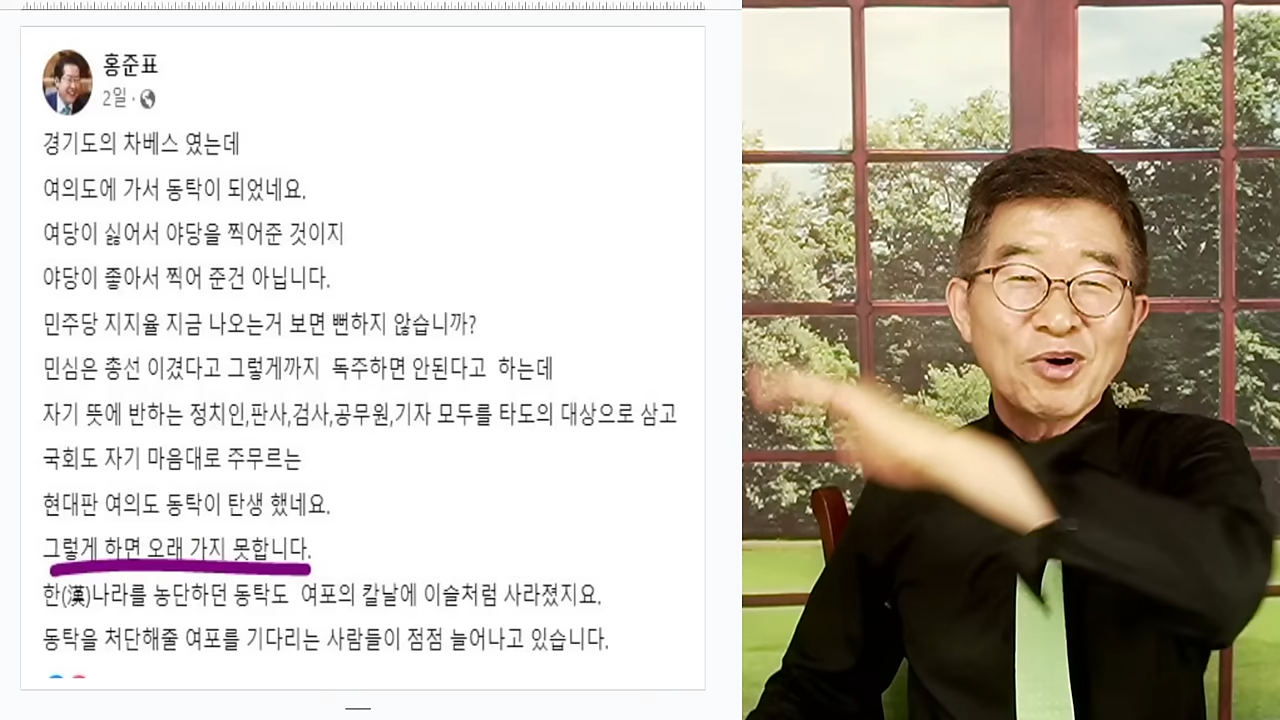 홍준표
2일 ·
경기도의 차베스 였는데
여의도에 가서 동탁이 되었네요.
여당이 싫어서 야당을 찍어준 것이지
야당이 좋아서 찍어 준건 아닙니다.
민주당 지지율 지금 나오는거 보면 뻔하지 않습니까?
민심은 총선 이겼다고 그렇게까지 독주하면 안된다고 하는데
자기 뜻에 반하는 정치인,판사,검사,공무원,기자 모두를 타도의 대상으로 삼고
국회도 자기 마음대로 주무르는
현대판 여의도 동탁이 탄생 했네요.
그렇게 하면 오래 가지 못합니다.
한(漢)나라를 농단하던 동탁도 여포의 칼날에 이슬처럼 사라졌지요.
동탁을 처단해줄 여포를 기다리는 사람들이 점점 늘어나고 있습니다.